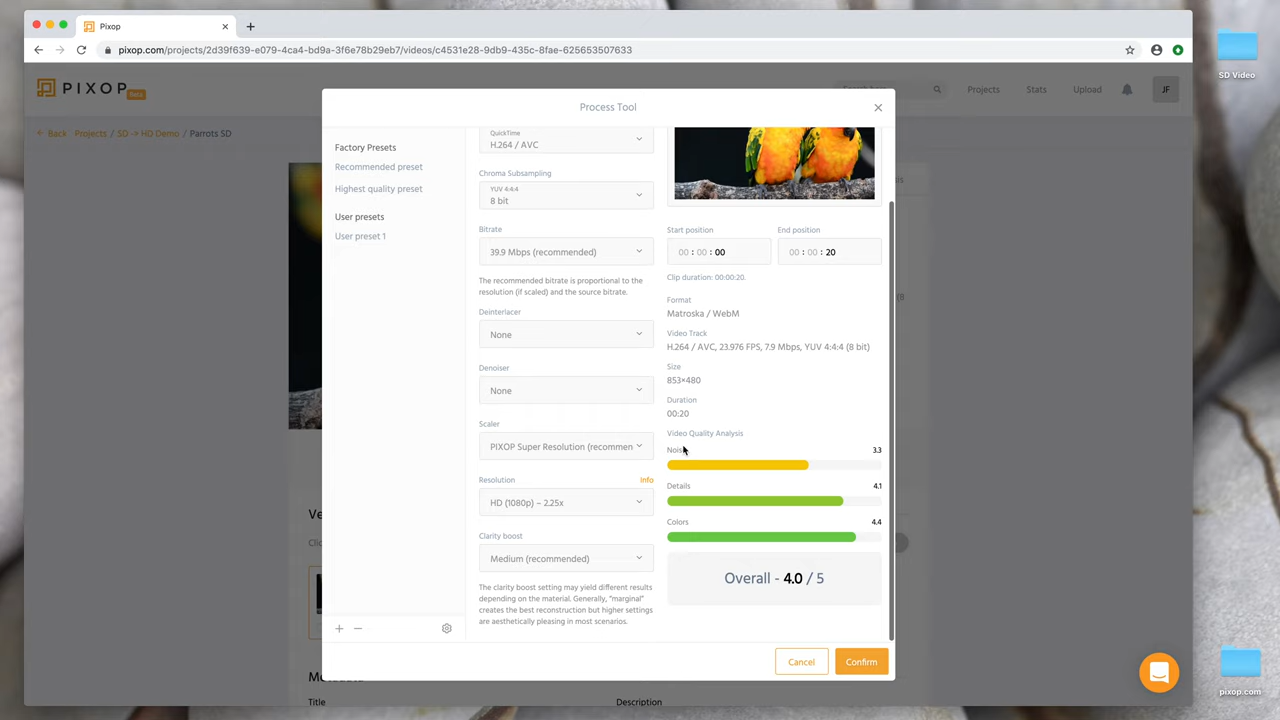 Pixop
pixop.com/projects/2d39f639-e079-4ca4-bd9a-3f6e78b29eb7/videos/c4531e28-9db9-435c-8fae-625653507633
SD Video
PIXOP Beta
Projects
Stats
Upload
JF
Back Projects / SD -> HD Demo / Parrots SD
Process Tool
Factory Presets
Recommended preset
Highest quality preset
User presets
User preset 1
QuickTime
H.264 / AVC
Chroma Subsampling
YUV 4:4:4
8 bit
Bitrate
39.9 Mbps (recommended)
The recommended bitrate is proportional to the
resolution (if scaled) and the source bitrate.
Deinterlacer
None
Denoiser
None
Scaler
PIXOP Super Resolution (recommen
Resolution
Info
HD (1080p) – 2.25x
Clarity boost
Medium (recommended)
The clarity boost setting may yield different results
depending on the material. Generally, "marginal"
creates the best reconstruction but higher settings
are aesthetically pleasing in most scenarios.
Start position
End position
00 : 00 : 00
00 : 00 : 20
Clip duration: 00:00:20.
Format
Matroska / WebM
Video Track
H.264 / AVC, 23.976 FPS, 7.9 Mbps, YUV 4:4:4 (8 bit)
Size
853×480
Duration
00:20
Video Quality Analysis
Noise
3.3
Details
4.1
Colors
4.4
Overall - 4.0 / 5
Cancel
Confirm
Title
Description
pixop.com